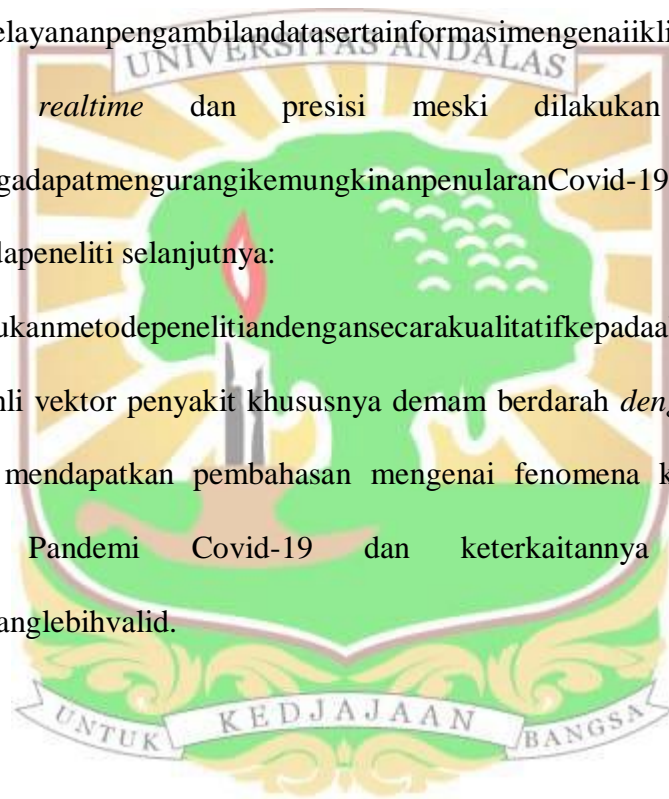 elayananpengambilandatasertainformasimengenaiikli
UNIVERSITAS ANDALAS
realtime dan presisi meski dilakukan
gadapatmengurangikemungkinanpenularanCovid-19
dapeneliti selanjutnya:
ukanmetodepenelitiandengansecarakualitatifkepadaa
hli vektor penyakit khususnya demam berdarah deng
mendapatkan pembahasan mengenai fenomena k
Pandemi Covid-19 dan keterkaitannya
anglebihvalid.
UNTUK KEDJAJAAN BANGSA